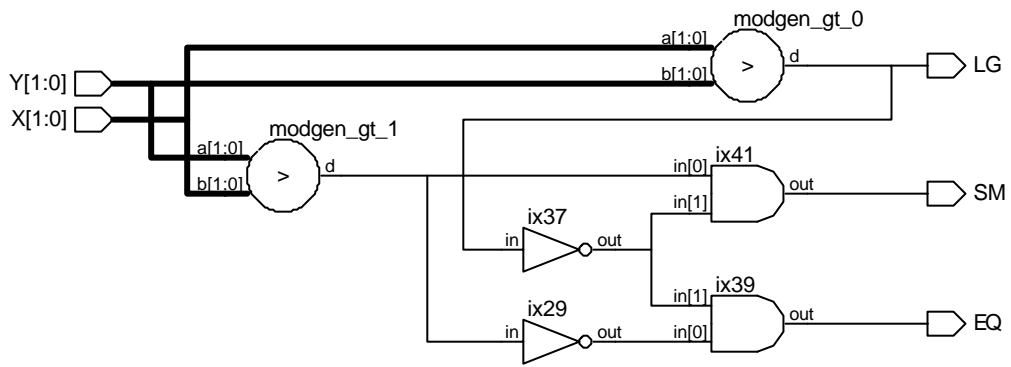 modgen_gt_0
a[1:0]
b[1:0]
>
d
LG
Y[1:0]
X[1:0]
modgen_gt_1
a[1:0]
b[1:0]
>
d
ix41
in[0]
in[1]
out
SM
ix37
in
out
ix39
in[1]
in[0]
out
EQ
ix29
in
out